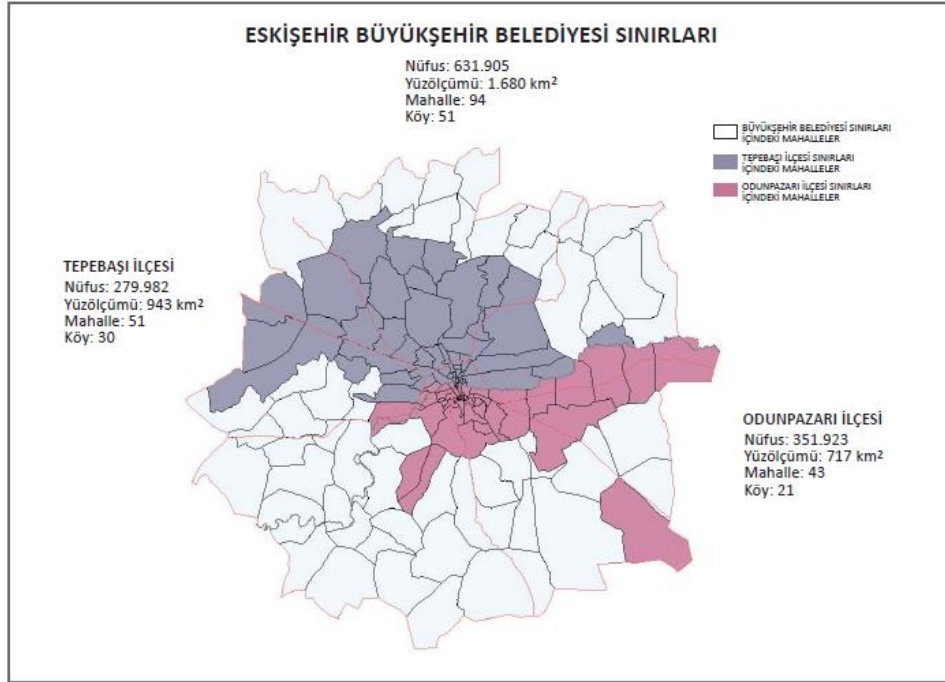 ESKİŞEHİR BÜYÜKŞEHİR BELEDİYESİ SINIRLARI
Nüfus: 631.905
Yüzölçümü: 1.680 km²
Mahalle: 94
Köy: 51
BÜYÜKŞEHİR BELEDİYESİ SINIRLARI
İÇİNDEKİ MAHALLELER
TEPEBAŞI İLÇESİ SINIRLARI
İÇİNDEKİ MAHALLELER
ODUNPAZARI İLÇESİ SINIRLARI
İÇİNDEKİ MAHALLELER
TEPEBAŞI İLÇESİ
Nüfus: 279.982
Yüzölçümü: 943 km²
Mahalle: 51
Köy: 30
ODUNPAZARI İLÇESİ
Nüfus: 351.923
Yüzölçümü: 717 km²
Mahalle: 43
Köy: 21